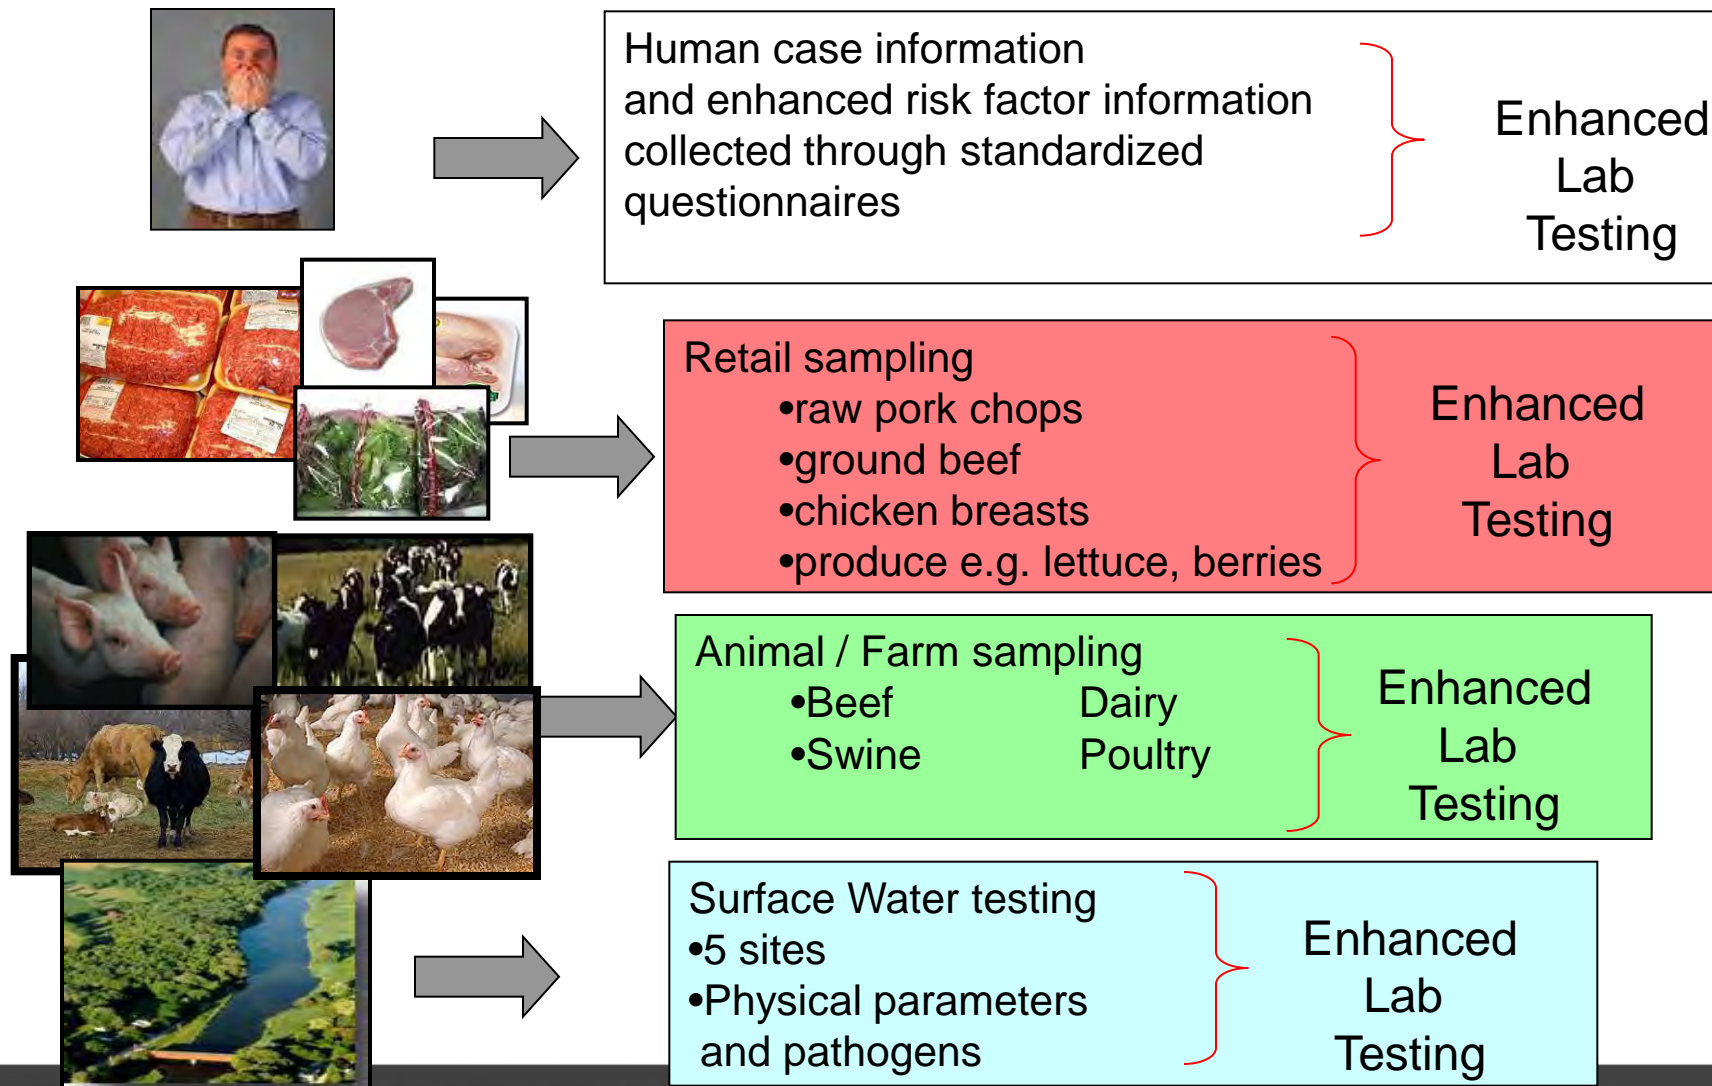 Human case information
and enhanced risk factor information
collected through standardized
questionnaires
Enhanced
Lab
Testing
Retail sampling
•raw pork chops
•ground beef
•chicken breasts
•produce e.g. lettuce, berries
Enhanced
Lab
Testing
Animal / Farm sampling
•Beef Dairy
•Swine Poultry
Enhanced
Lab
Testing
Surface Water testing
•5 sites
•Physical parameters
and pathogens
Enhanced
Lab
Testing